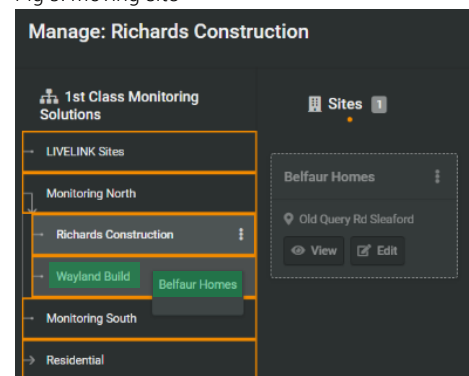 Manage: Richards Construction
1st Class Monitoring
Solutions
LIVELINK Sites
Monitoring North
Richards Construction
Wayland Build
Belfaur Homes
Monitoring South
Residential
Sites 1
Belfaur Homes
Old Query Rd Sleaford
View Edit